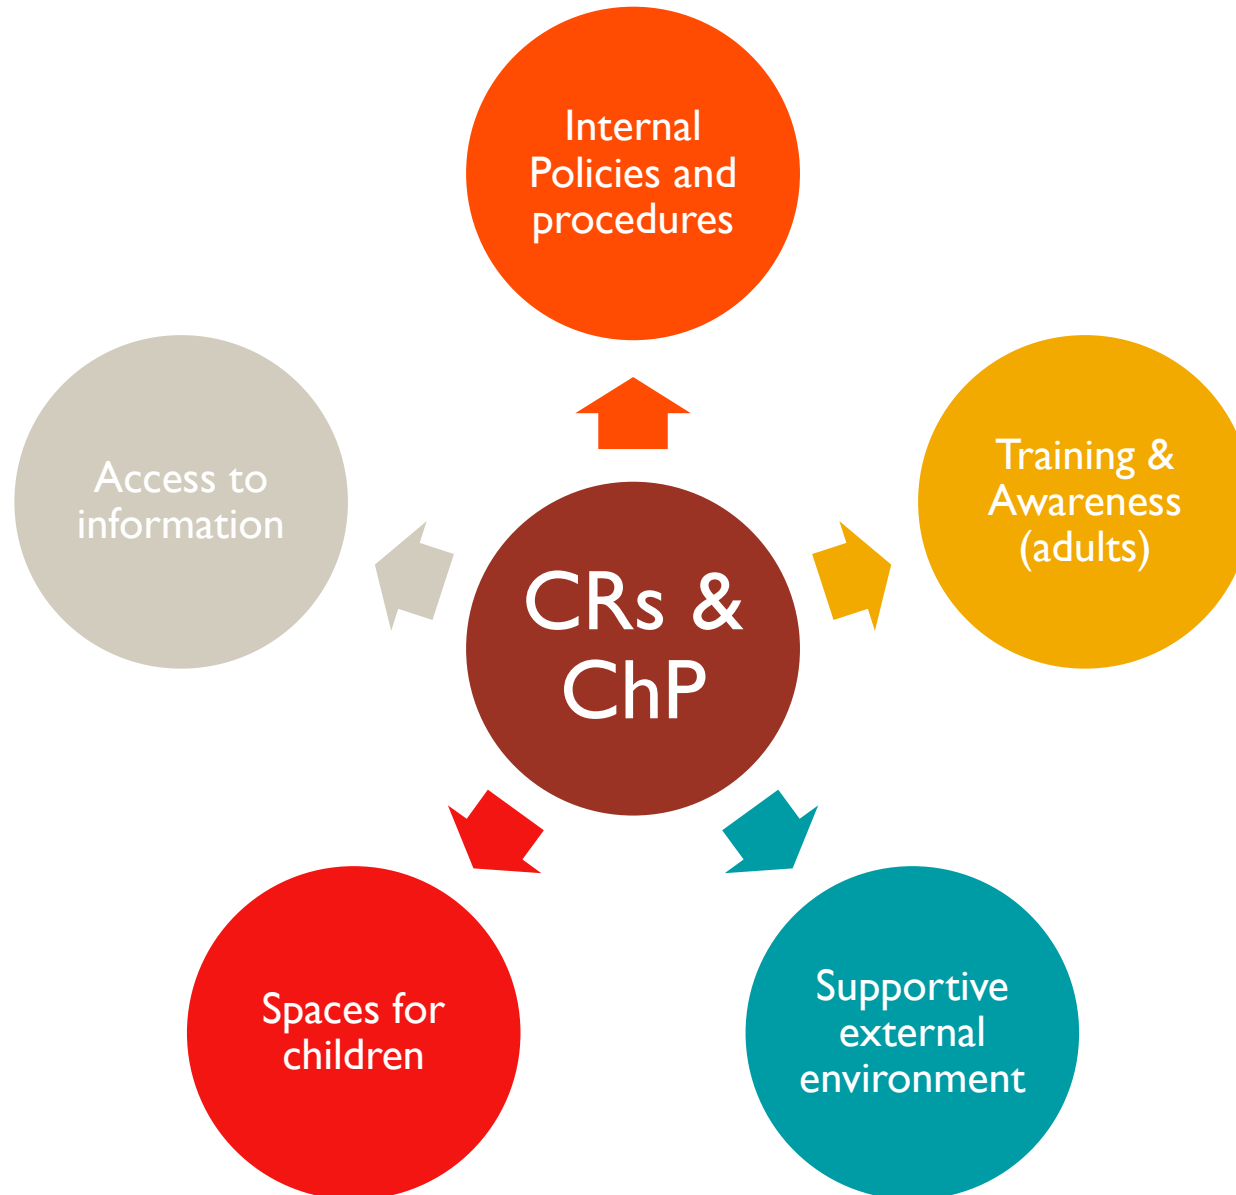 Internal
Policies and
procedures
Access to
information
Training &
Awareness
(adults)
CRs &
ChP
Spaces for
children
Supportive
external
environment